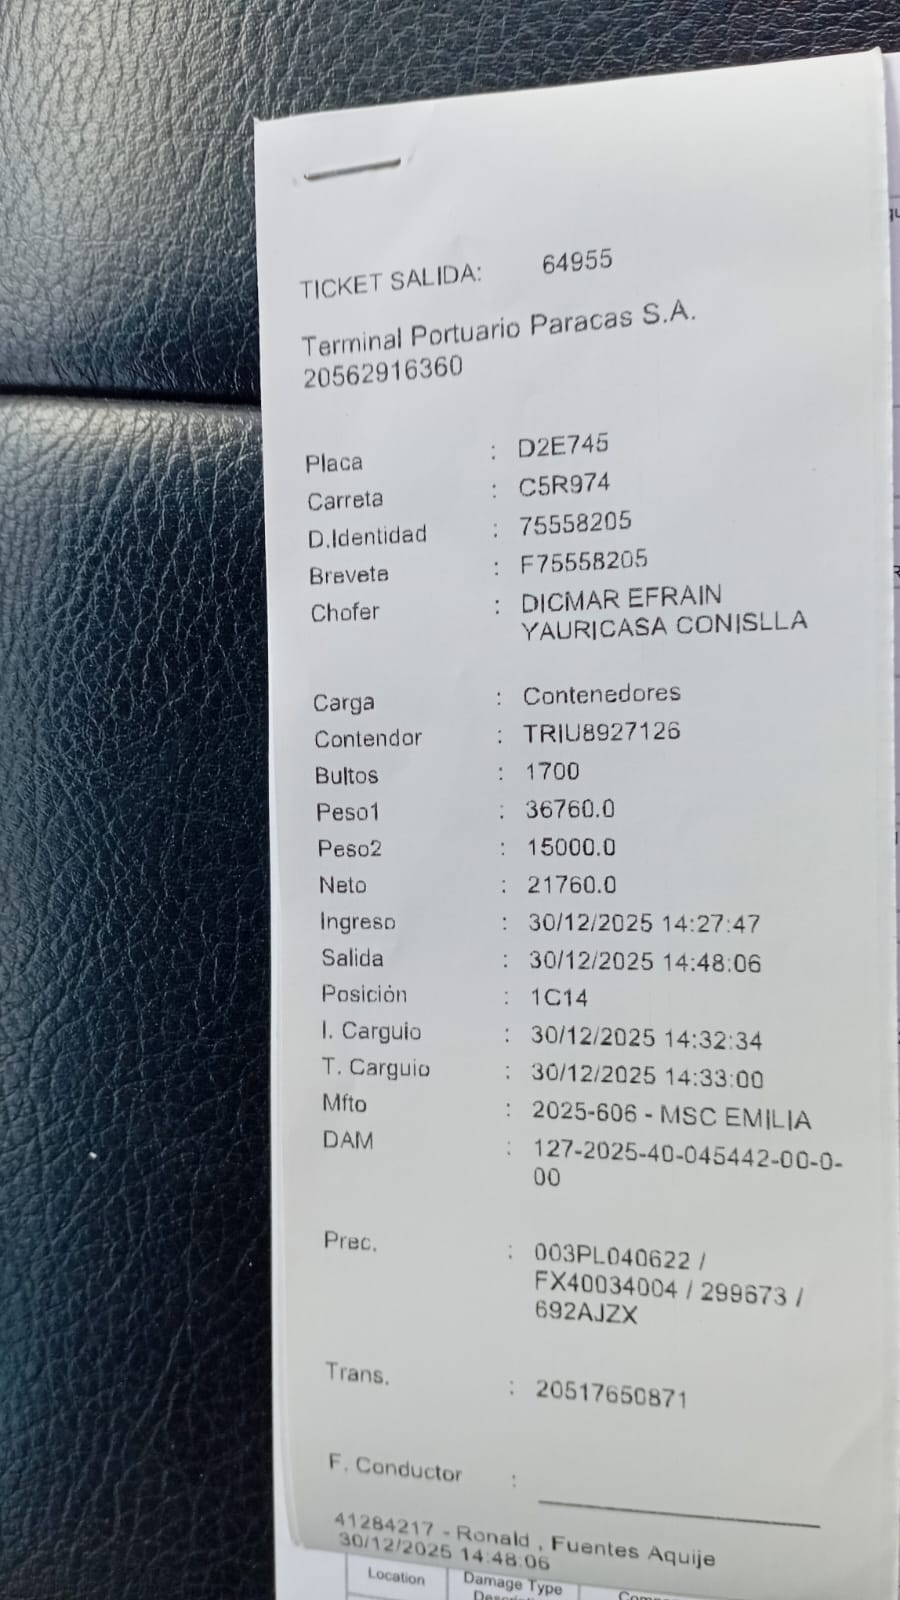 TICKET SALIDA: 64955
Terminal Portuario Paracas S.A.
20562916360
Placa : D2E745
Carreta : C5R974
D.Identidad : 75558205
Brevete : F75558205
Chofer : DICMAR EFRAIN
YAURICASA CONISLLA
Carga : Contenedores
Contendor : TRIU8927126
Bultos : 1700
Peso1 : 36760.0
Peso2 : 15000.0
Neto : 21760.0
Ingreso : 30/12/2025 14:27:47
Salida : 30/12/2025 14:48:06
Posición : 1C14
I. Carguio : 30/12/2025 14:32:34
T. Carguio : 30/12/2025 14:33:00
Mfto : 2025-606 - MSC EMILIA
DAM : 127-2025-40-045442-00-0-
00
Prec. : 003PL040622 /
FX40034004 / 299673 /
692AJZX
Trans. : 20517650871
F. Conductor :
41284217 - Ronald , Fuentes Aquije
30/12/2025 14:48:06
Location Damage Type